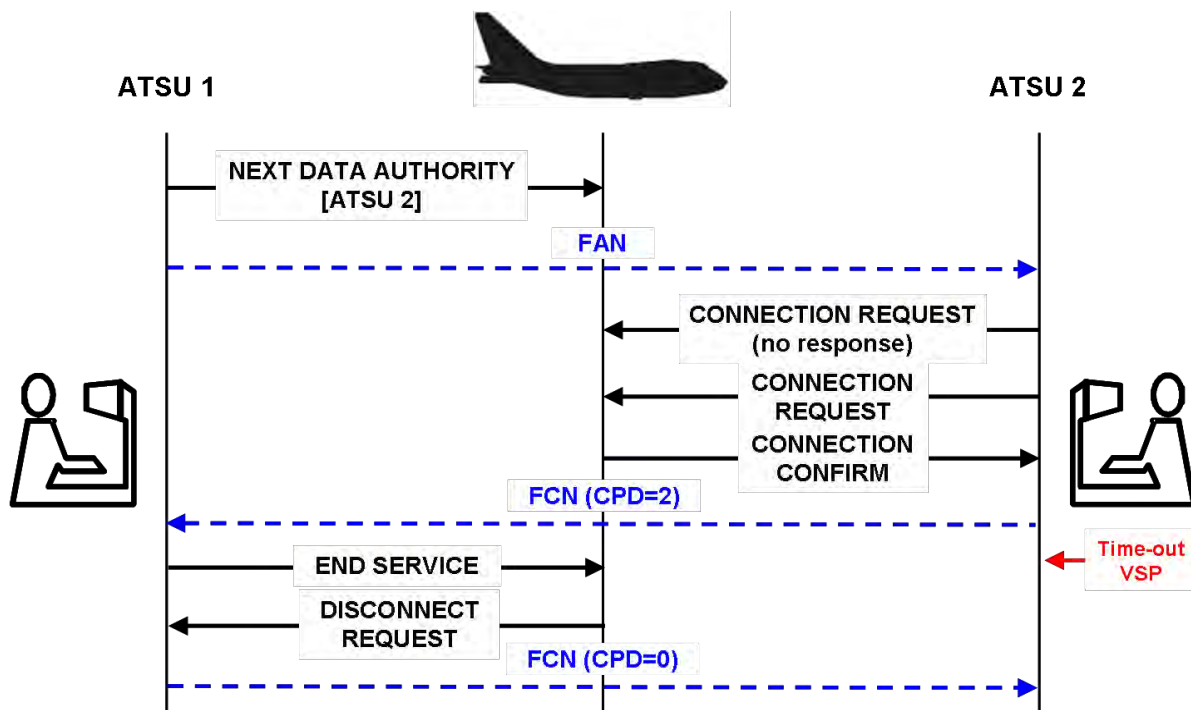 ATSU 1
ATSU 2
NEXT DATA AUTHORITY
[ATSU 2]
FAN
CONNECTION REQUEST
(no response)
CONNECTION
REQUEST
CONNECTION
CONFIRM
FCN (CPD=2)
Time-out
VSP
END SERVICE
DISCONNECT
REQUEST
FCN (CPD=0)